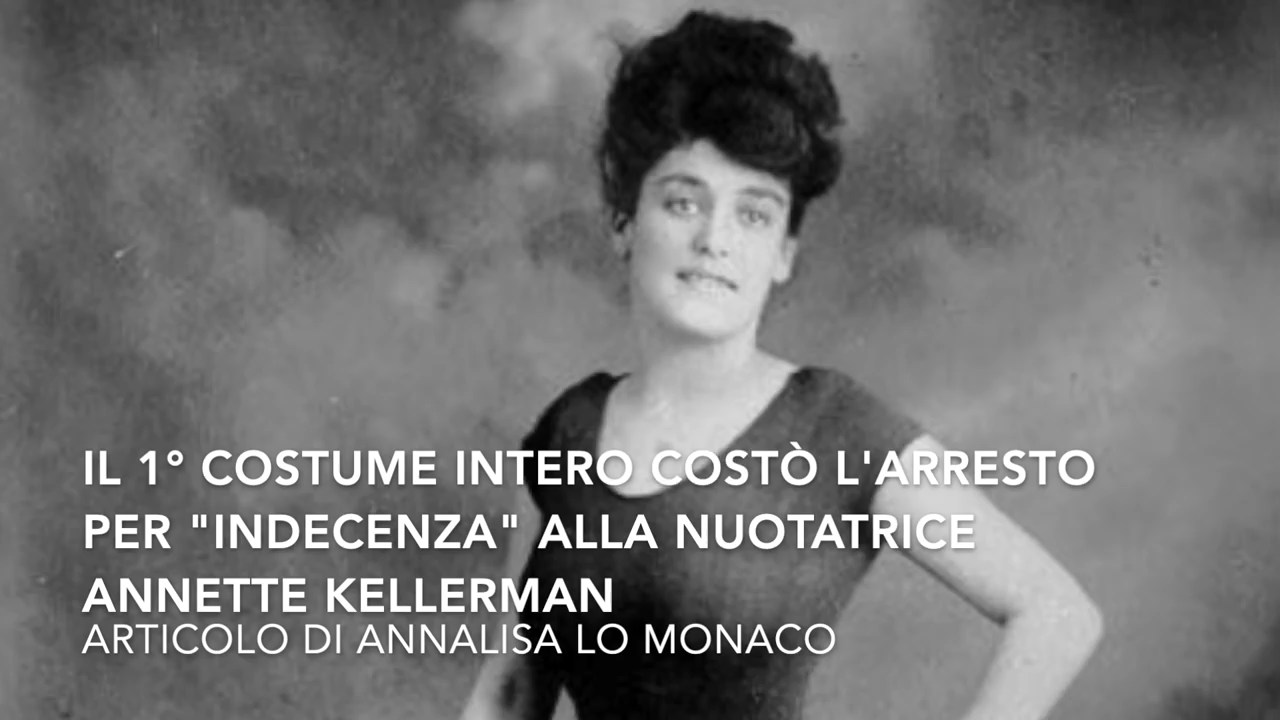 IL 1° COSTUME INTERO COSTÒ L'ARRESTO
PER "INDECENZA" ALLA NUOTATRICE
ANNETTE KELLERMAN
ARTICOLO DI ANNALISA LO MONACO